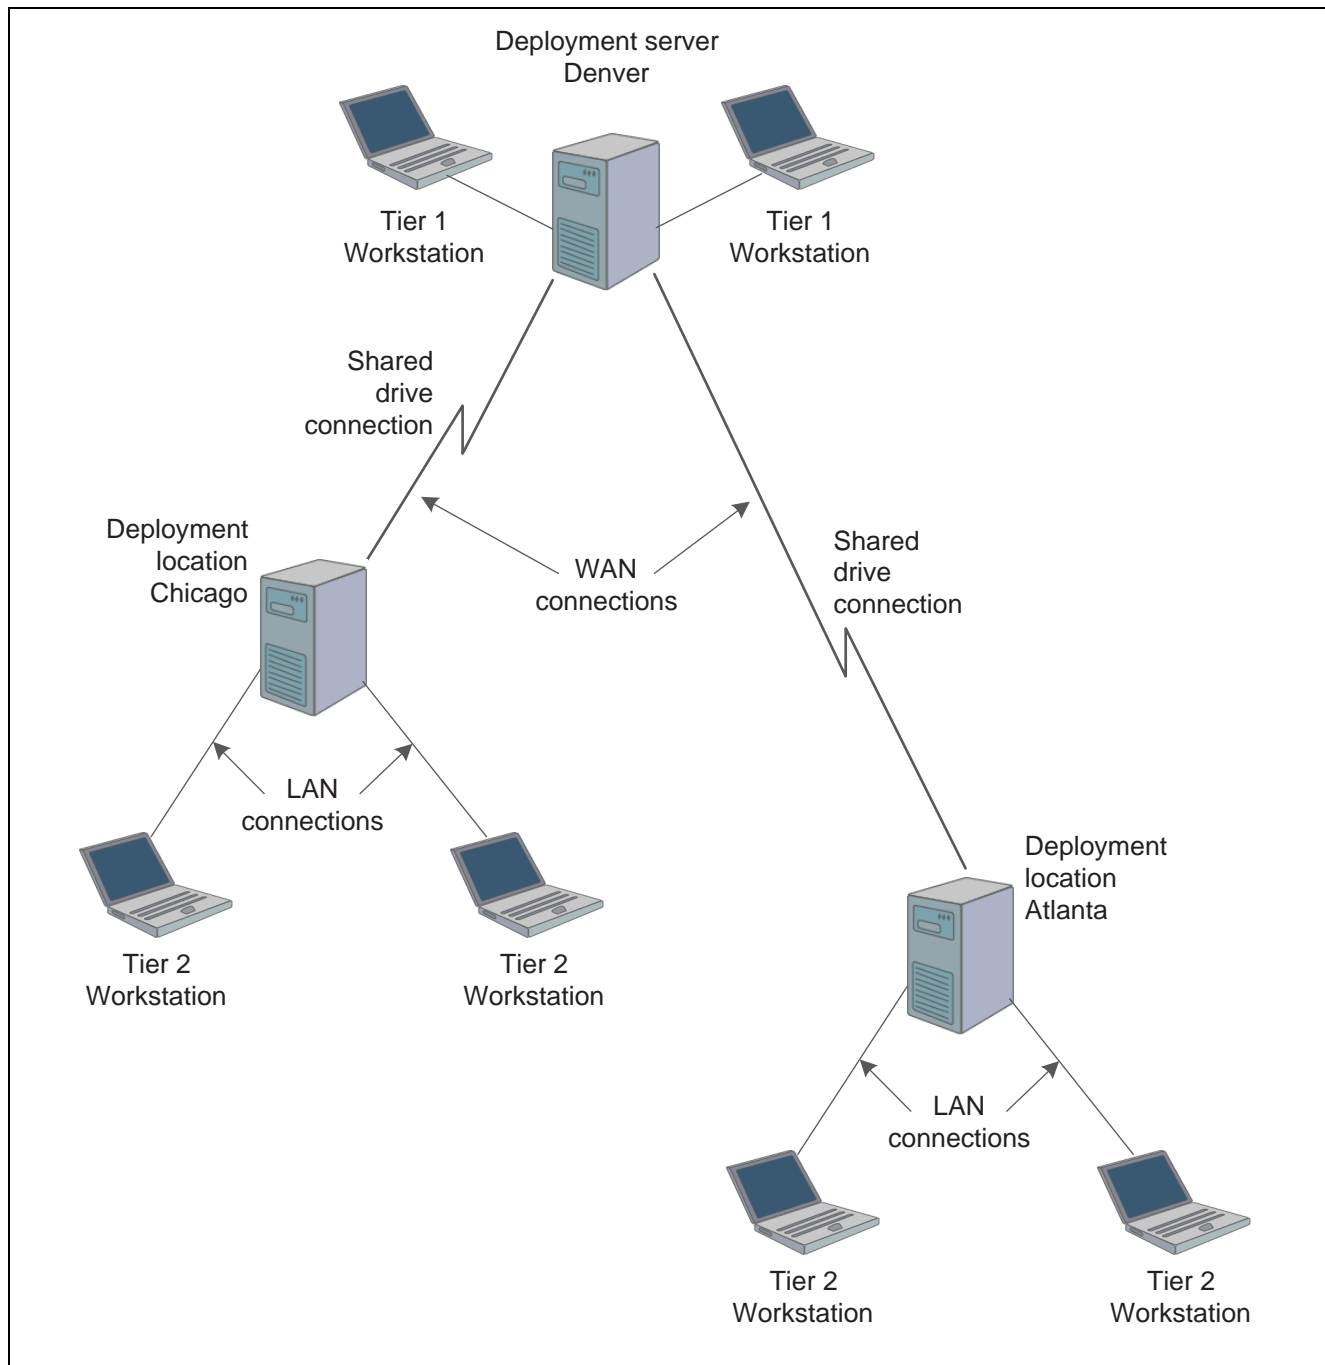 Deployment server
Denver
Tier 1
Workstation
Tier 1
Workstation
Shared
drive
connection
Deployment
location
Chicago
WAN
connections
Shared
drive
connection
LAN
connections
Tier 2
Workstation
Tier 2
Workstation
Deployment
location
Atlanta
LAN
connections
Tier 2
Workstation
Tier 2
Workstation